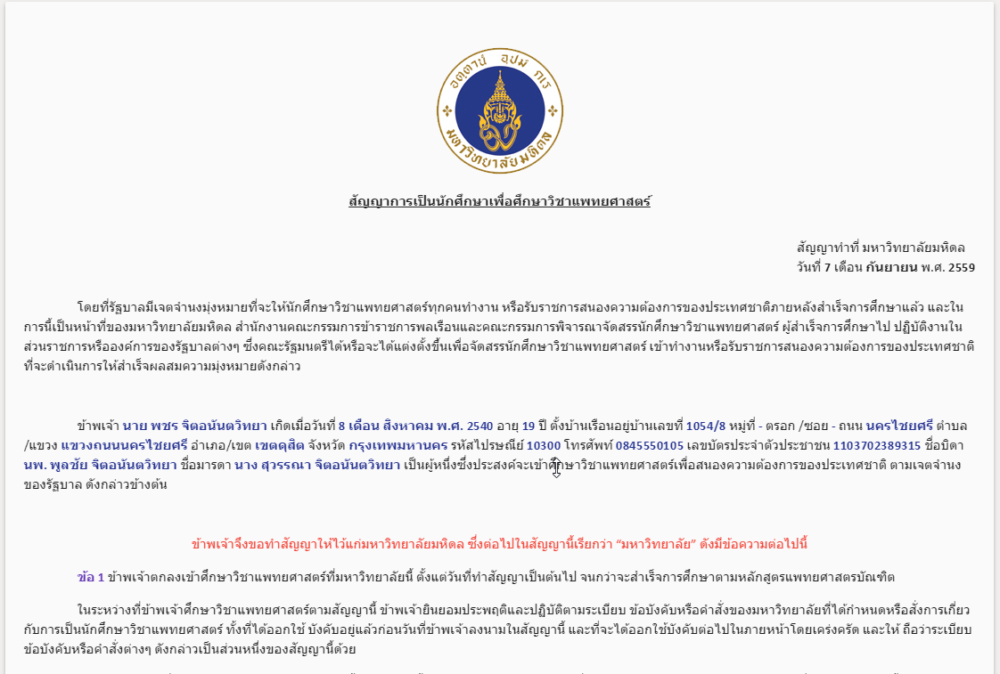 อตฺตานํ อุปมํ กเร
มหาวิทยาลัยมหิดล
สัญญาการเป็นนักศึกษาเพื่อศึกษาวิชาแพทยศาสตร์
สัญญาทำที่ มหาวิทยาลัยมหิดล
วันที่ 7 เดือน กันยายน พ.ศ. 2559
โดยที่รัฐบาลมีเจตจำนงมุ่งหมายที่จะให้นักศึกษาวิชาแพทยศาสตร์ทุกคนทำงาน หรือรับราชการสนองความต้องการของประเทศชาติภายหลังสำเร็จการศึกษาแล้ว และใน
การนี้เป็นหน้าที่ของมหาวิทยาลัยมหิดล สำนักงานคณะกรรมการข้าราชการพลเรือนและคณะกรรมการพิจารณาจัดสรรนักศึกษาวิชาแพทยศาสตร์ ผู้สำเร็จการศึกษาไป ปฏิบัติงานใน
ส่วนราชการหรือองค์การของรัฐบาลต่างๆ ซึ่งคณะรัฐมนตรีได้หรือจะได้แต่งตั้งขึ้นเพื่อจัดสรรนักศึกษาวิชาแพทยศาสตร์ เข้าทำงานหรือรับราชการสนองความต้องการของประเทศชาติ
ที่จะดำเนินการให้สำเร็จผลสมความมุ่งหมายดังกล่าว
ข้าพเจ้า นาย พชร จิตอนันตวิทยา เกิดเมื่อวันที่ 8 เดือน สิงหาคม พ.ศ. 2540 อายุ 19 ปี ตั้งบ้านเรือนอยู่บ้านเลขที่ 1054/8 หมู่ที่ - ตรอก /ซอย - ถนน นครไชยศรี ตำบล
/แขวง แขวงถนนนครไชยศรี อำเภอ/เขต เขตดุสิต จังหวัด กรุงเทพมหานคร รหัสไปรษณีย์ 10300 โทรศัพท์ 0845550105 เลขบัตรประจำตัวประชาชน 1103702389315 ชื่อบิดา
นพ. พูลชัย จิตอนันตวิทยา ชื่อมารดา นาง สุวรรณา จิตอนันตวิทยา เป็นผู้หนึ่งซึ่งประสงค์จะเข้าศึกษาวิชาแพทยศาสตร์เพื่อสนองความต้องการของประเทศชาติ ตามเจตจำนง
ของรัฐบาล ดังกล่าวข้างต้น
ข้าพเจ้าจึงขอทำสัญญาให้ไว้แก่มหาวิทยาลัยมหิดล ซึ่งต่อไปในสัญญานี้เรียกว่า “มหาวิทยาลัย” ดังมีข้อความต่อไปนี้
ข้อ 1 ข้าพเจ้าตกลงเข้าศึกษาวิชาแพทยศาสตร์ที่มหาวิทยาลัยนี้ ตั้งแต่วันที่ทำสัญญาเป็นต้นไป จนกว่าจะสำเร็จการศึกษาตามหลักสูตรแพทยศาสตรบัณฑิต
ในระหว่างที่ข้าพเจ้าศึกษาวิชาแพทยศาสตร์ตามสัญญานี้ ข้าพเจ้ายินยอมประพฤติและปฏิบัติตามระเบียบ ข้อบังคับหรือคำสั่งของมหาวิทยาลัยที่ได้กำหนดหรือสั่งการเกี่ยว
กับการเป็นนักศึกษาวิชาแพทยศาสตร์ ทั้งที่ได้ออกใช้ บังคับอยู่แล้วก่อนวันที่ข้าพเจ้าลงนามในสัญญานี้ และที่จะได้ออกใช้บังคับต่อไปในภายหน้าโดยเคร่งครัด และให้ ถือว่าระเบียบ
ข้อบังคับหรือคำสั่งต่างๆ ดังกล่าวเป็นส่วนหนึ่งของสัญญานี้ด้วย